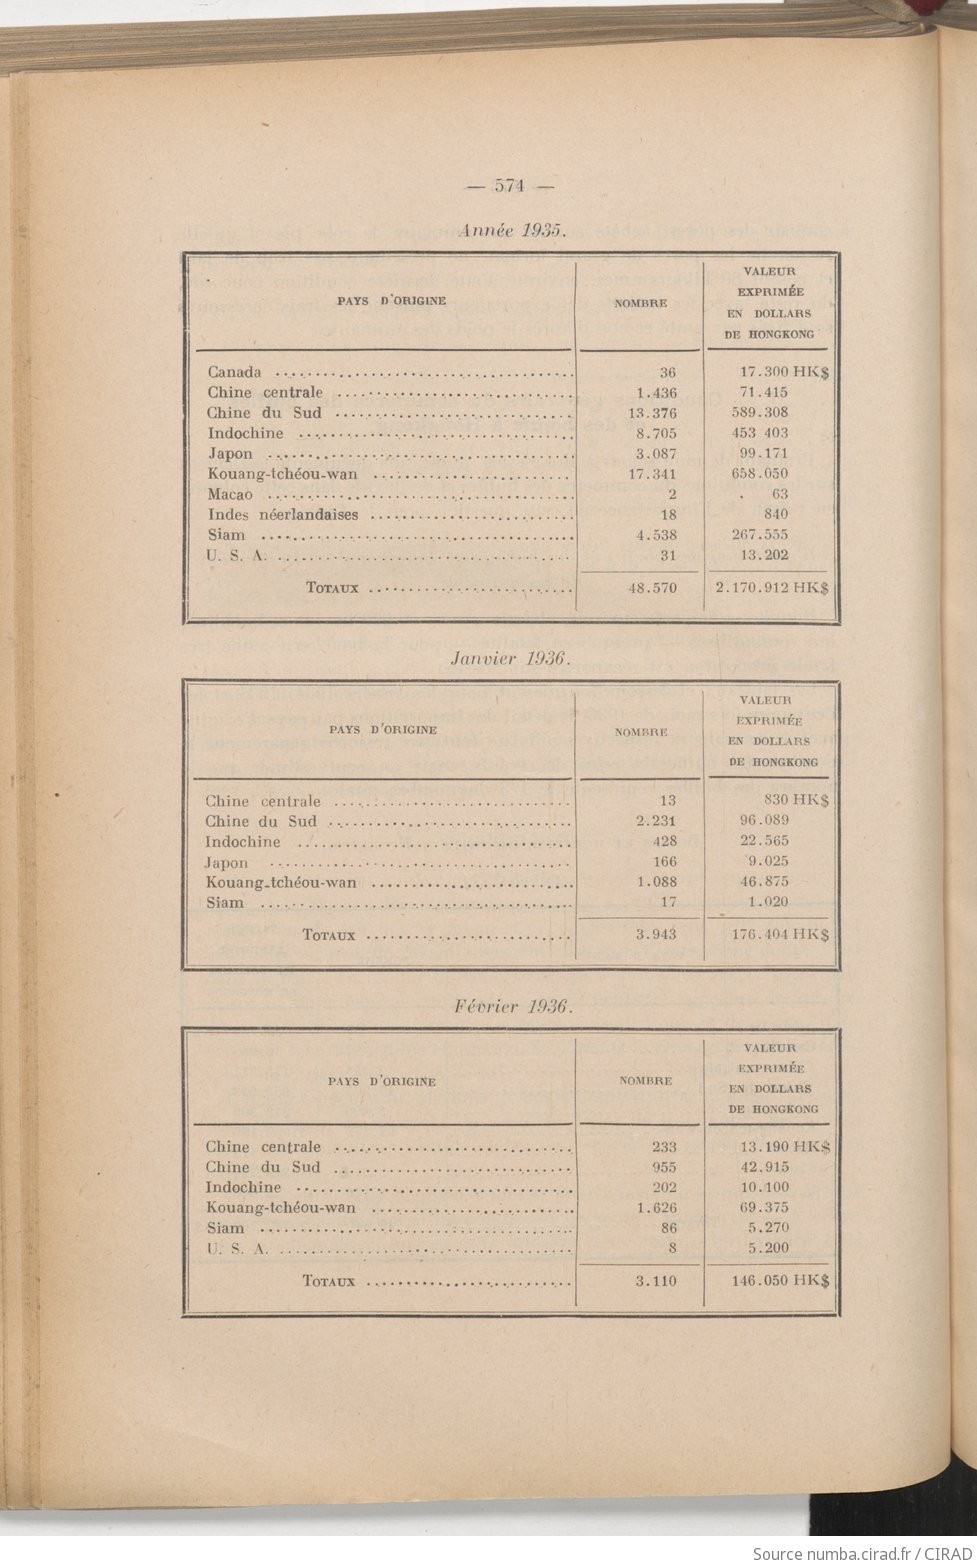 — 574 —
Année 1935.
PAYS D'ORIGINE NOMBRE VALEUR EXPRIMÉE EN DOLLARS DE HONGKONG
Canada 36 17.300 HK$
Chine centrale 1.436 71.415
Chine du Sud 13.376 589.308
Indochine 8.705 453 403
Japon 3.087 99.171
Kouang-tchéou-wan 17.341 658.050
Macao 2 63
Indes néerlandaises 18 840
Siam 4.538 267.555
U. S. A. 31 13.202
TOTAUX 48.570 2.170.912 HK$
Janvier 1936.
PAYS D'ORIGINE NOMBRE VALEUR EXPRIMÉE EN DOLLARS DE HONGKONG
Chine centrale 13 830 HK$
Chine du Sud 2.231 96.089
Indochine 428 22.565
Japon 166 9.025
Kouang-tchéou-wan 1.088 46.875
Siam 17 1.020
TOTAUX 3.943 176.404 HK$
Février 1936.
PAYS D'ORIGINE NOMBRE VALEUR EXPRIMÉE EN DOLLARS DE HONGKONG
Chine centrale 233 13.190 HK$
Chine du Sud 955 42.915
Indochine 202 10.100
Kouang-tchéou-wan 1.626 69.375
Siam 86 5.270
U. S. A. 8 5.200
TOTAUX 3.110 146.050 HK$
Source numba.cirad.fr / CIRAD